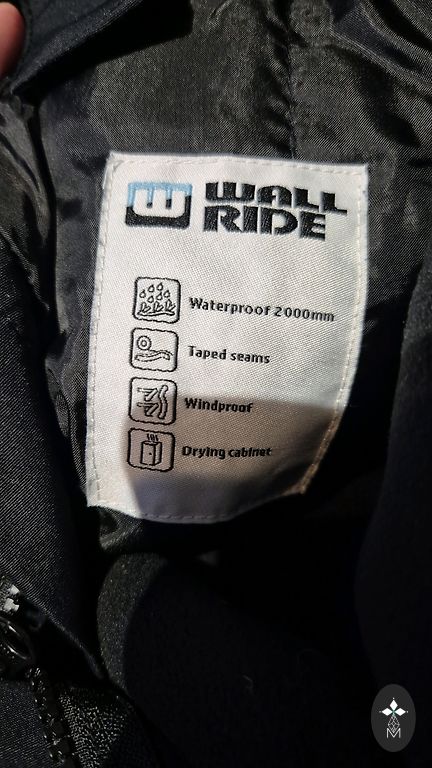 WALL
RIDE
Waterproof 2000mm
Taped seams
Windproof
Drying cabinet
M